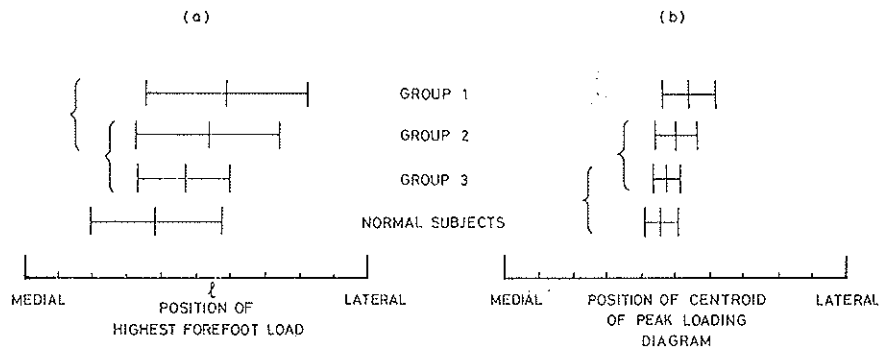 (a)
(b)
GROUP 1
GROUP 2
GROUP 3
NORMAL SUBJECTS
MEDIAL
ℓ
LATERAL
POSITION OF
HIGHEST FOREFOOT LOAD
MEDIAL
LATERAL
POSITION OF CENTROID
OF PEAK LOADING
DIAGRAM